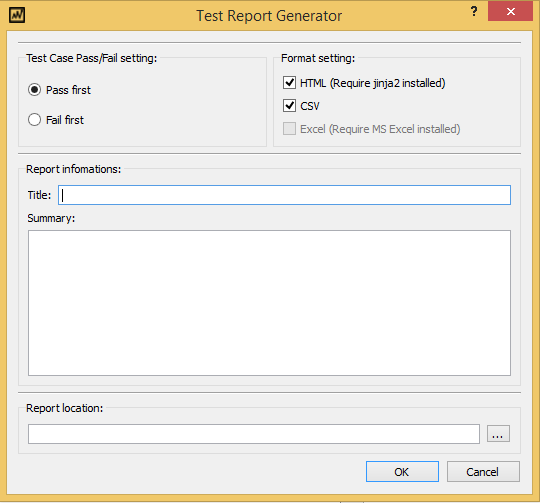 Test Report Generator
?
Test Case Pass/Fail setting:
Pass first
Fail first
Format setting:
HTML (Require jinja2 installed)
CSV
Excel (Require MS Excel installed)
Report infomations:
Title:
Summary:
Report location:
...
OK
Cancel